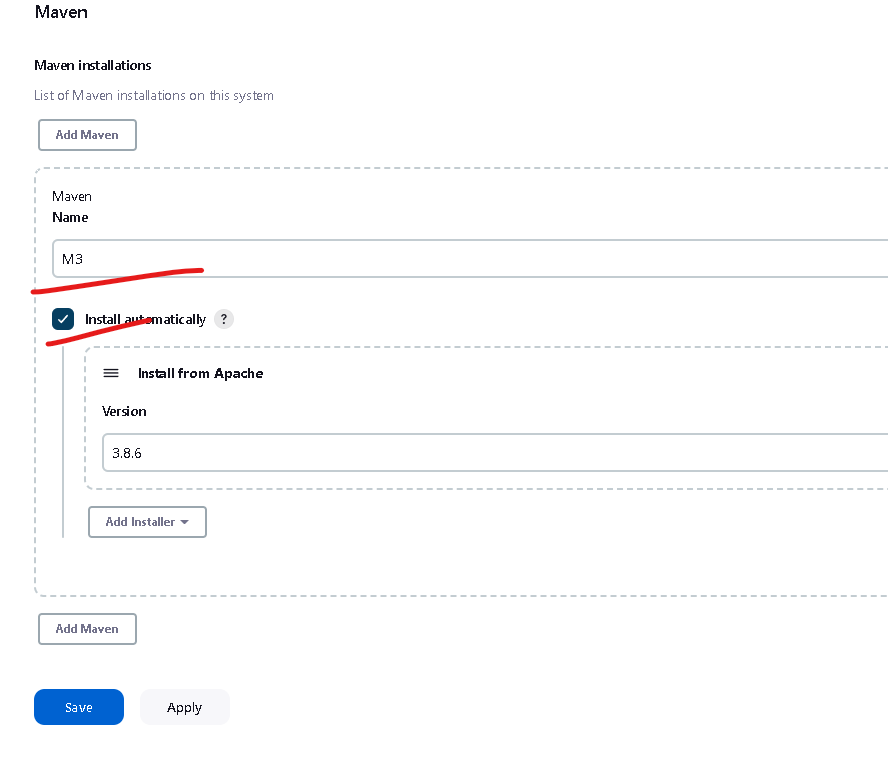 Maven
Maven installations
List of Maven installations on this system
Add Maven
Maven
Name
M3
Install automatically ?
Install from Apache
Version
3.8.6
Add Installer
Add Maven
Save Apply